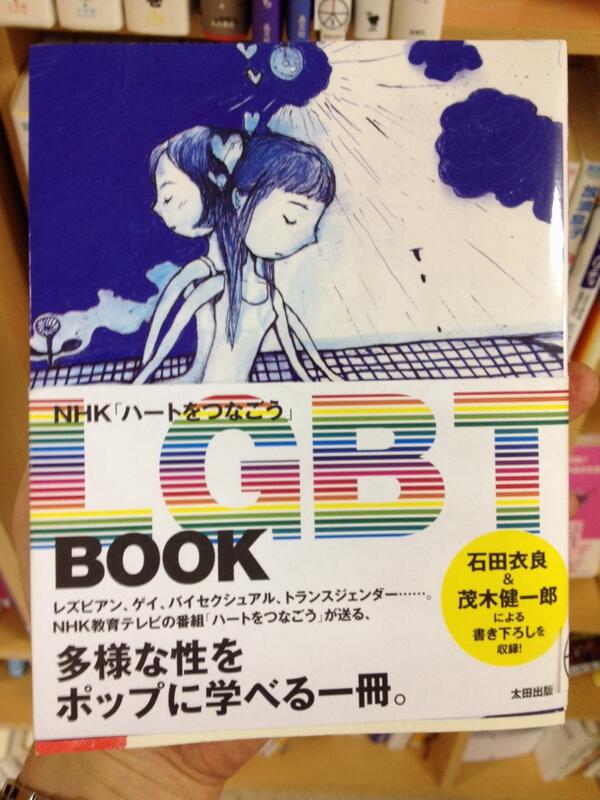 NHK「ハートをつなごう」
LGBT
BOOK
レズビアン、ゲイ、バイセクシュアル、トランスジェンダー……。
NHK教育テレビの番組「ハートをつなごう」が送る、
多様な性を
ポップに学べる一冊。
石田衣良
&
茂木健一郎
による
書き下ろしを
収録!
太田出版